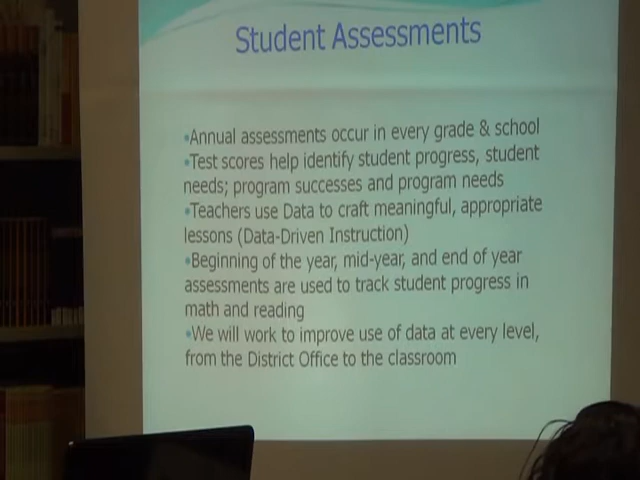 Student Assessments
•Annual assessments occur in every grade & school
•Test scores help identify student progress, student
needs; program successes and program needs
•Teachers use Data to craft meaningful, appropriate
lessons (Data-Driven Instruction)
•Beginning of the year, mid-year, and end of year
assessments are used to track student progress in
math and reading
•We will work to improve use of data at every level,
from the District Office to the classroom